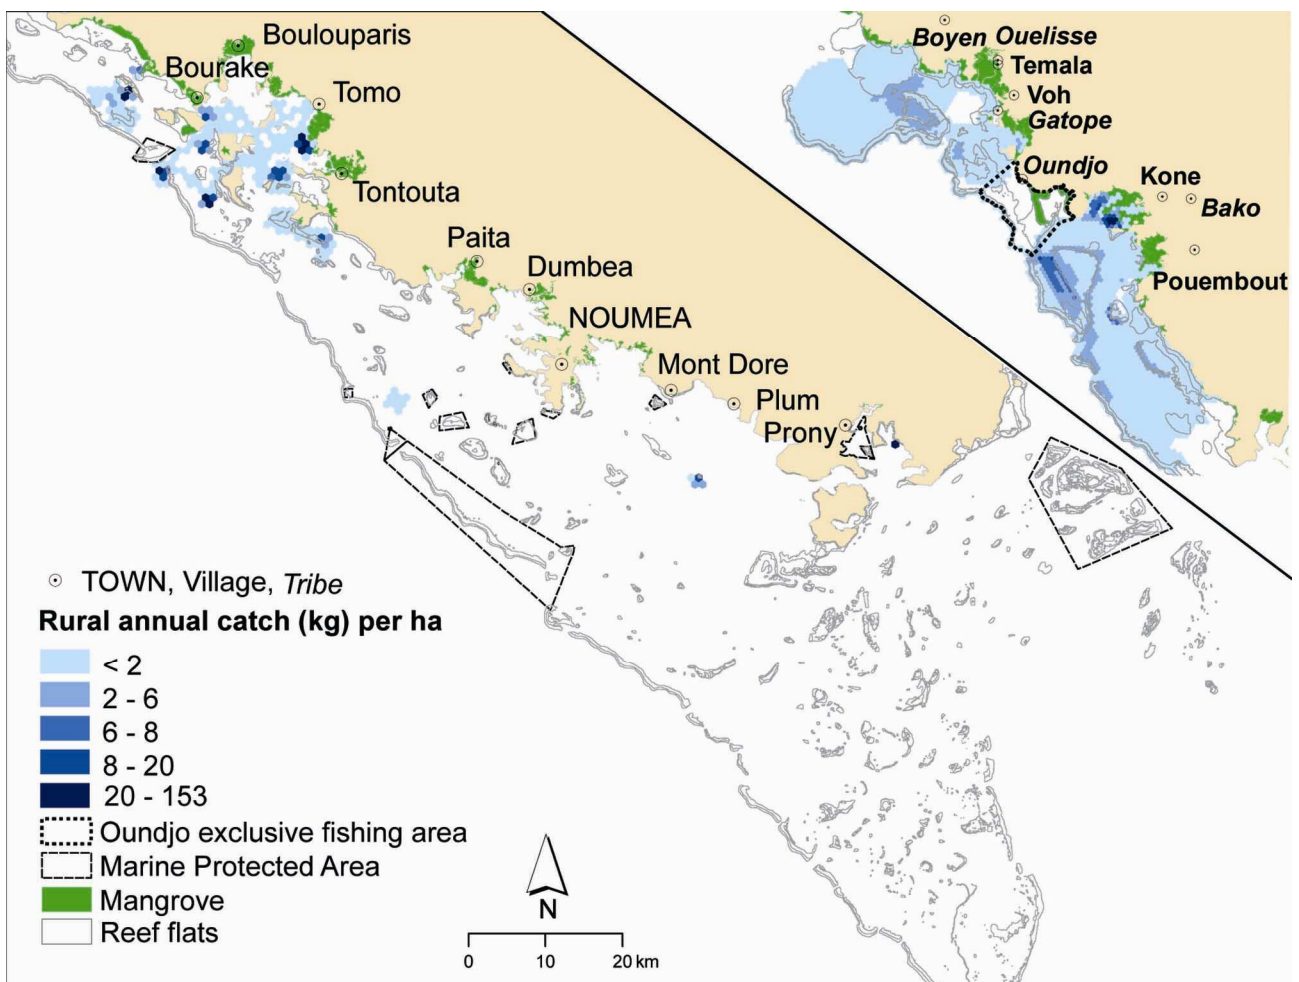 Boulouparis
Bourake
Tomo
Tontouta
Paita
Dumbea
NOUMEA
Mont Dore
Plum
Prony
Boyen Ouelisse
Temala
Voh
Gatope
Oundjo
Kone
Bako
Pouembout
TOWN, Village, Tribe
Rural annual catch (kg) per ha
< 2
2 - 6
6 - 8
8 - 20
20 - 153
Oundjo exclusive fishing area
Marine Protected Area
Mangrove
Reef flats
N
0 10 20 km